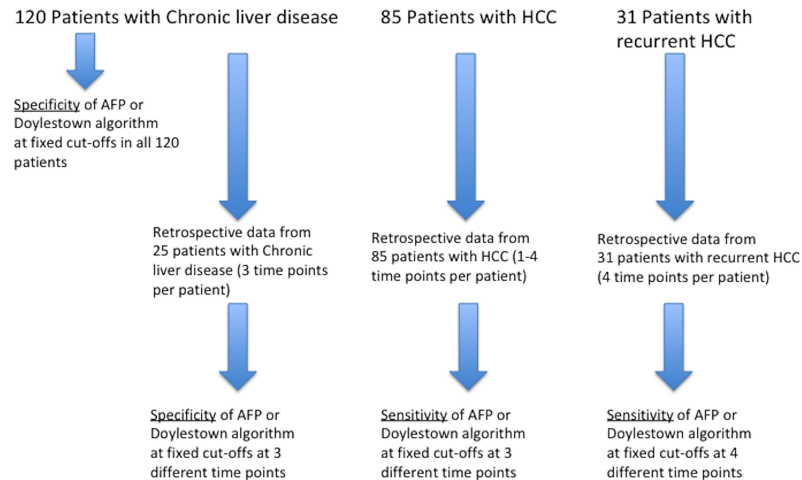 120 Patients with Chronic liver disease
85 Patients with HCC
31 Patients with
recurrent HCC
Specificity of AFP or
Doylestown algorithm
at fixed cut-offs in all 120
patients
Retrospective data from
25 patients with Chronic
liver disease (3 time points
per patient)
Retrospective data from
85 patients with HCC (1-4
time points per patient)
Retrospective data from
31 patients with recurrent HCC
(4 time points per patient)
Specificity of AFP or
Doylestown algorithm
at fixed cut-offs at 3
different time points
Sensitivity of AFP or
Doylestown algorithm
at fixed cut-offs at 3
different time points
Sensitivity of AFP or
Doylestown algorithm
at fixed cut-offs at 4
different time points